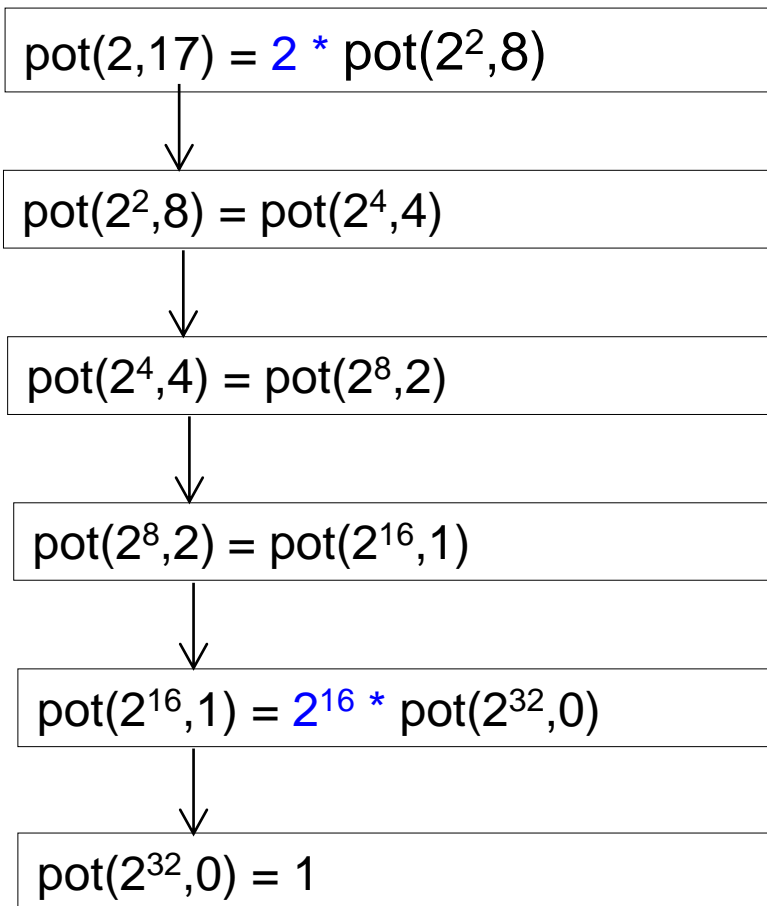 pot(2,17) = 2 * pot(2²,8)
pot(2²,8) = pot(2⁴,4)
pot(2⁴,4) = pot(2⁸,2)
pot(2⁸,2) = pot(2¹⁶,1)
pot(2¹⁶,1) = 2¹⁶ * pot(2³²,0)
pot(2³²,0) = 1